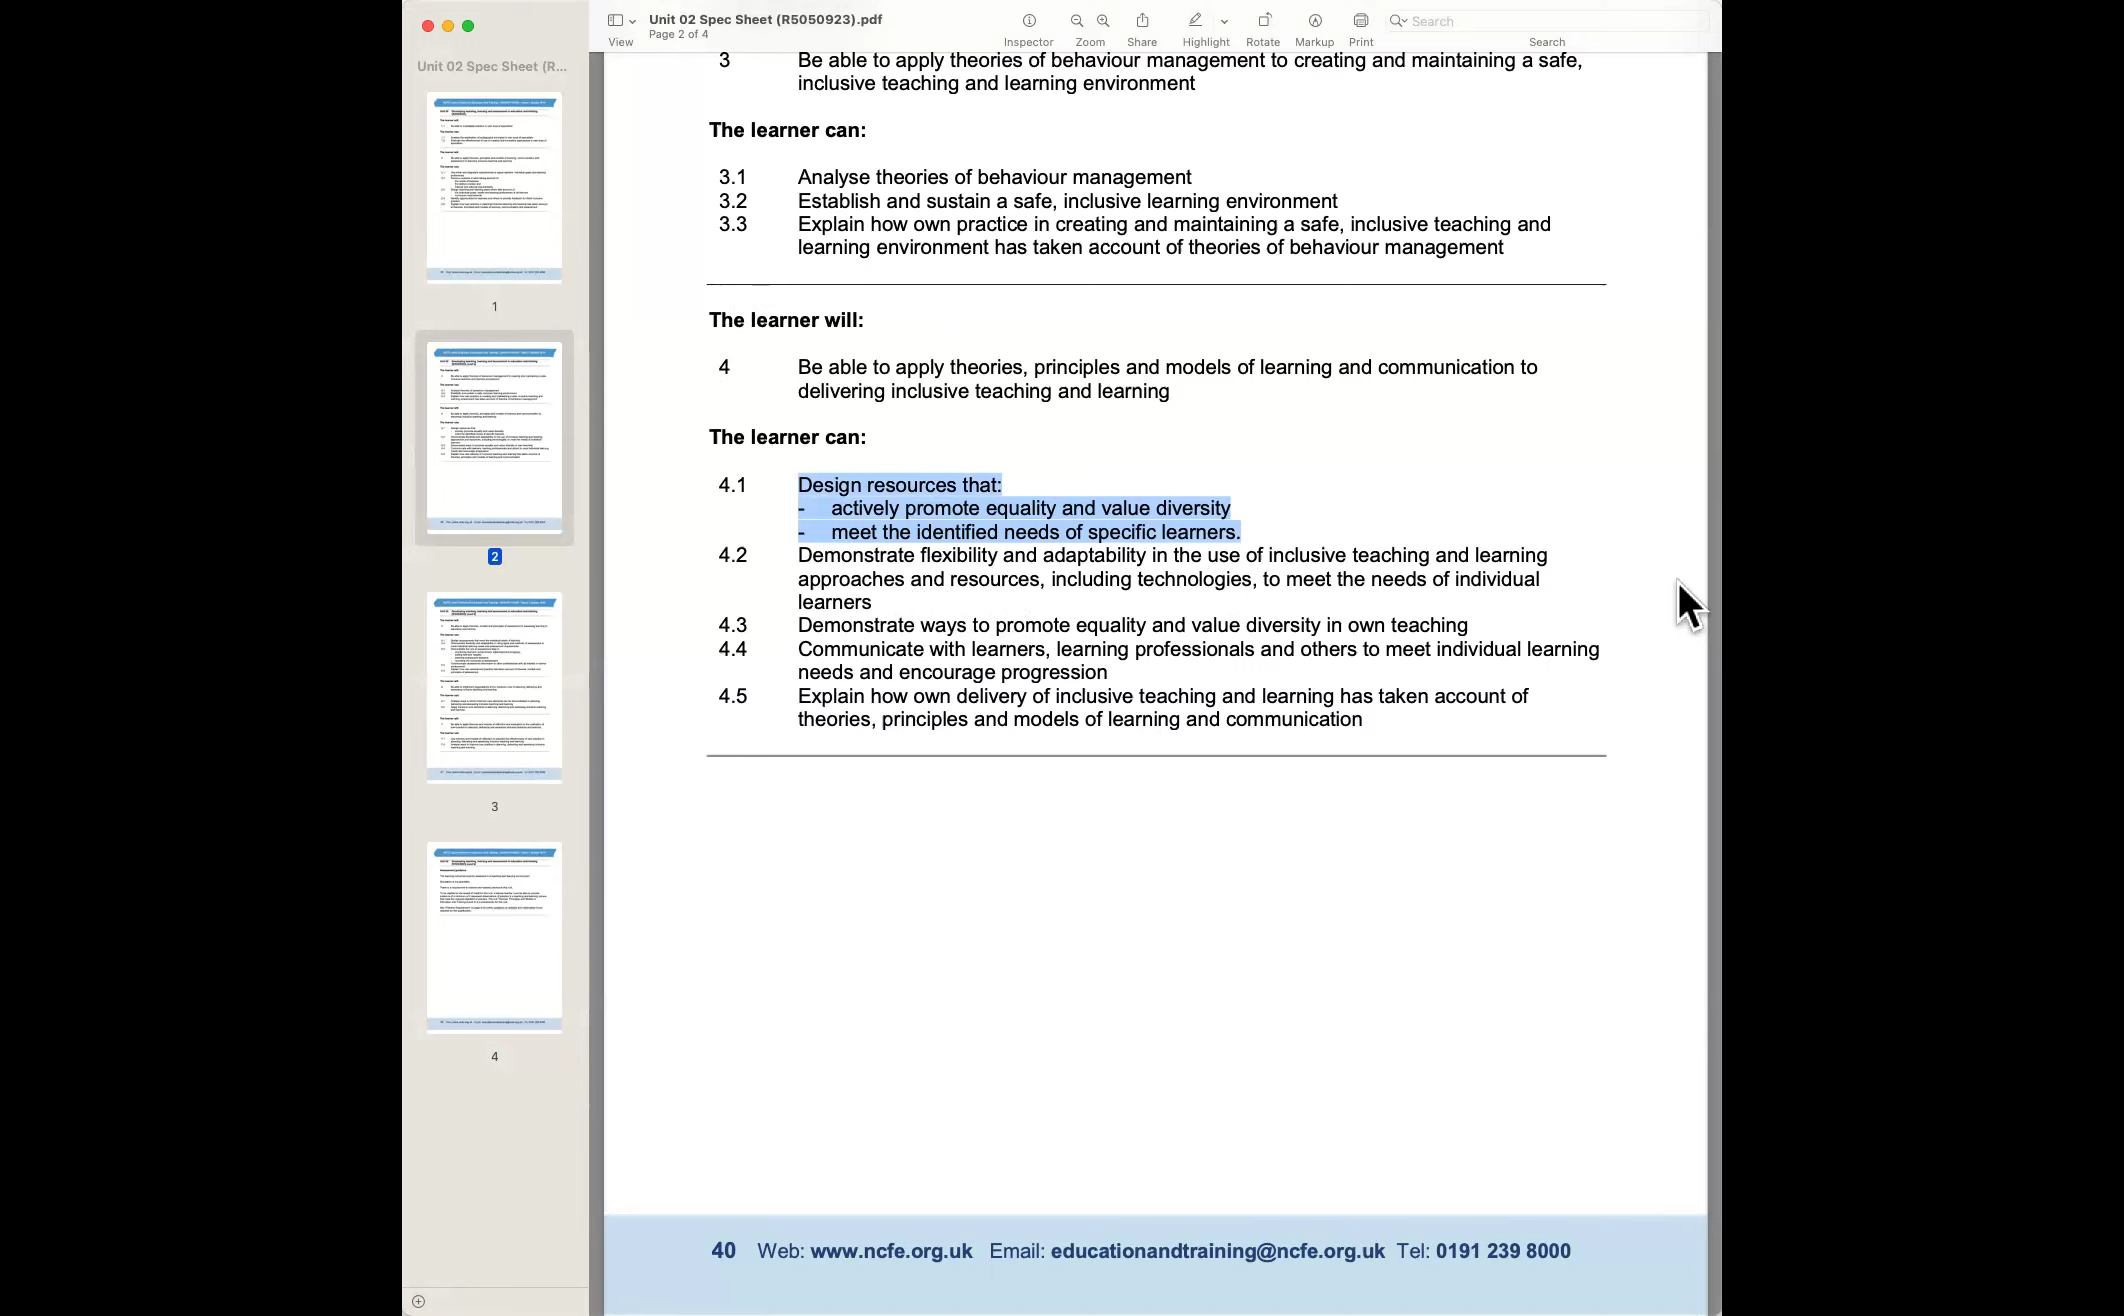 Unit 02 Spec Sheet (R5050923).pdf
Page 2 of 4
View
Inspector
Zoom
Share
Highlight
Rotate
Markup
Print
Search
Search
Unit 02 Spec Sheet (R...
1
2
3
4
3 Be able to apply theories of behaviour management to creating and maintaining a safe,
inclusive teaching and learning environment
The learner can:
3.1 Analyse theories of behaviour management
3.2 Establish and sustain a safe, inclusive learning environment
3.3 Explain how own practice in creating and maintaining a safe, inclusive teaching and
learning environment has taken account of theories of behaviour management
The learner will:
4 Be able to apply theories, principles and models of learning and communication to
delivering inclusive teaching and learning
The learner can:
4.1 Design resources that:
- actively promote equality and value diversity
- meet the identified needs of specific learners.
4.2 Demonstrate flexibility and adaptability in the use of inclusive teaching and learning
approaches and resources, including technologies, to meet the needs of individual
learners
4.3 Demonstrate ways to promote equality and value diversity in own teaching
4.4 Communicate with learners, learning professionals and others to meet individual learning
needs and encourage progression
4.5 Explain how own delivery of inclusive teaching and learning has taken account of
theories, principles and models of learning and communication
40 Web: www.ncfe.org.uk Email: educationandtraining@ncfe.org.uk Tel: 0191 239 8000